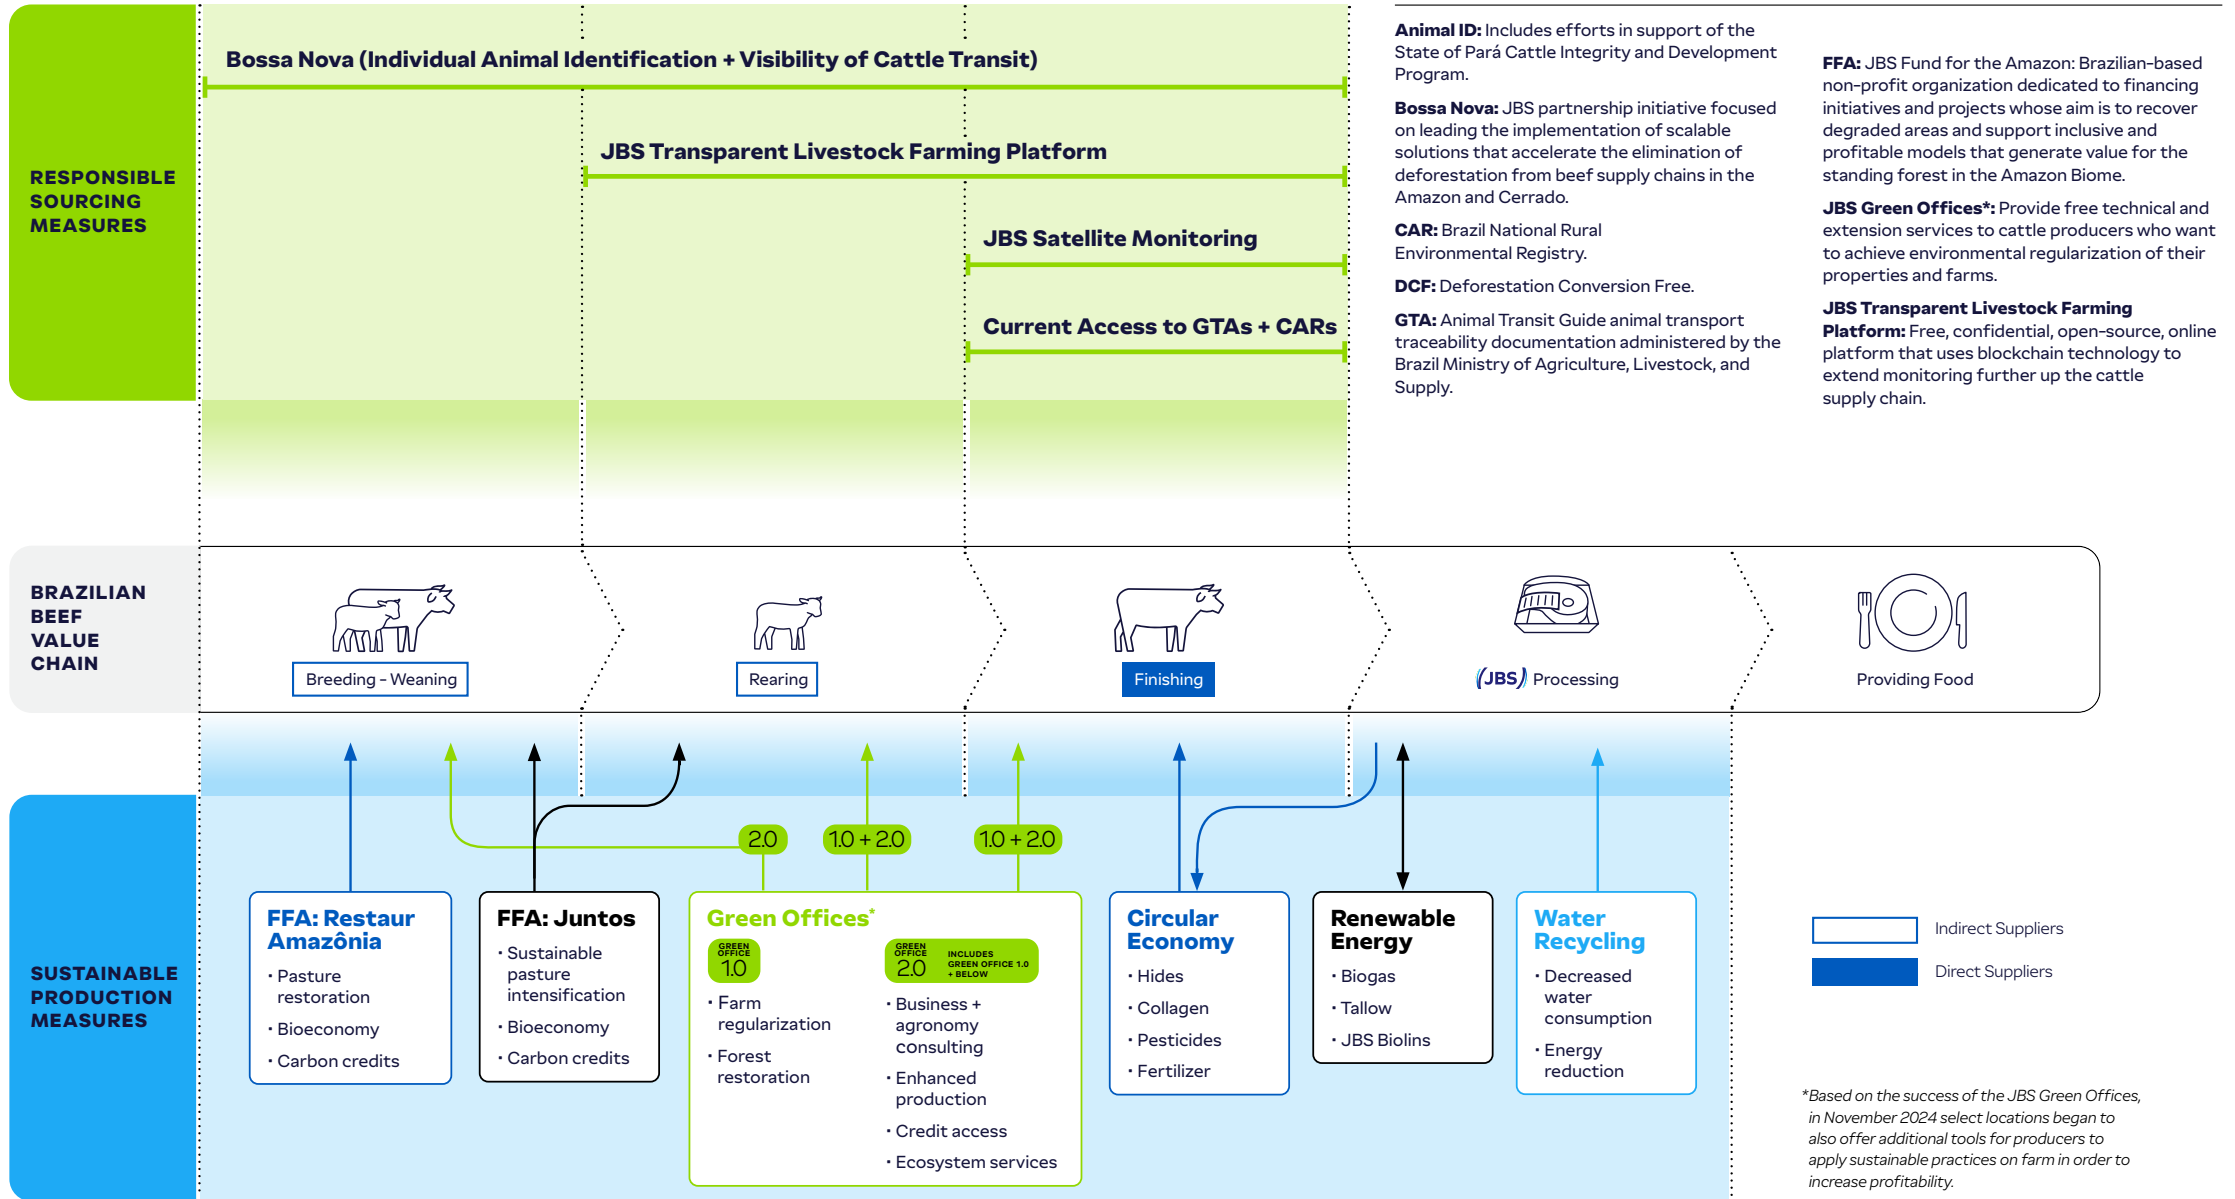 RESPONSIBLE
SOURCING
MEASURES
Bossa Nova (Individual Animal Identification + Visibility of Cattle Transit)
JBS Transparent Livestock Farming Platform
JBS Satellite Monitoring
Current Access to GTAs + CARs
Animal ID: Includes efforts in support of the
State of Pará Cattle Integrity and Development
Program.
Bossa Nova: JBS partnership initiative focused
on leading the implementation of scalable
solutions that accelerate the elimination of
deforestation from beef supply chains in the
Amazon and Cerrado.
CAR: Brazil National Rural
Environmental Registry.
DCF: Deforestation Conversion Free.
GTA: Animal Transit Guide animal transport
traceability documentation administered by the
Brazil Ministry of Agriculture, Livestock, and
Supply.
FFA: JBS Fund for the Amazon: Brazilian-based
non-profit organization dedicated to financing
initiatives and projects whose aim is to recover
degraded areas and support inclusive and
profitable models that generate value for the
standing forest in the Amazon Biome.
JBS Green Offices*: Provide free technical and
extension services to cattle producers who want
to achieve environmental regularization of their
properties and farms.
JBS Transparent Livestock Farming
Platform: Free, confidential, open-source, online
platform that uses blockchain technology to
extend monitoring further up the cattle
supply chain.
BRAZILIAN
BEEF
VALUE
CHAIN
Breeding - Weaning
Rearing
Finishing
(JBS) Processing
Providing Food
SUSTAINABLE
PRODUCTION
MEASURES
2.0
1.0 + 2.0
1.0 + 2.0
FFA: Restaur
Amazônia
· Pasture
restoration
· Bioeconomy
· Carbon credits
FFA: Juntos
· Sustainable
pasture
intensification
· Bioeconomy
· Carbon credits
Green Offices*
GREEN
OFFICE
1.0
· Farm
regularization
· Forest
restoration
GREEN
OFFICE
2.0
INCLUDES
GREEN OFFICE 1.0
+ BELOW
· Business +
agronomy
consulting
· Enhanced
production
· Credit access
· Ecosystem services
Circular
Economy
· Hides
· Collagen
· Pesticides
· Fertilizer
Renewable
Energy
· Biogas
· Tallow
· JBS Biolins
Water
Recycling
· Decreased
water
consumption
· Energy
reduction
Indirect Suppliers
Direct Suppliers
*Based on the success of the JBS Green Offices,
in November 2024 select locations began to
also offer additional tools for producers to
apply sustainable practices on farm in order to
increase profitability.